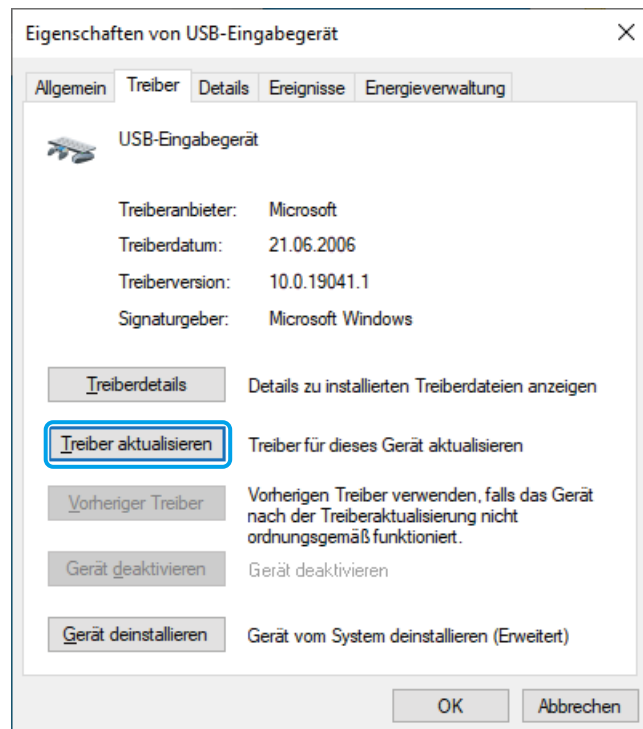 Eigenschaften von USB-Eingabegerät
Allgemein Treiber Details Ereignisse Energieverwaltung
USB-Eingabegerät
Treiberanbieter: Microsoft
Treiberdatum: 21.06.2006
Treiberversion: 10.0.19041.1
Signaturgeber: Microsoft Windows
Treiberdetails Details zu installierten Treiberdateien anzeigen
Treiber aktualisieren Treiber für dieses Gerät aktualisieren
Vorheriger Treiber Vorherigen Treiber verwenden, falls das Gerät
nach der Treiberaktualisierung nicht
ordnungsgemäß funktioniert.
Gerät deaktivieren Gerät deaktivieren
Gerät deinstallieren Gerät vom System deinstallieren (Erweitert)
OK Abbrechen